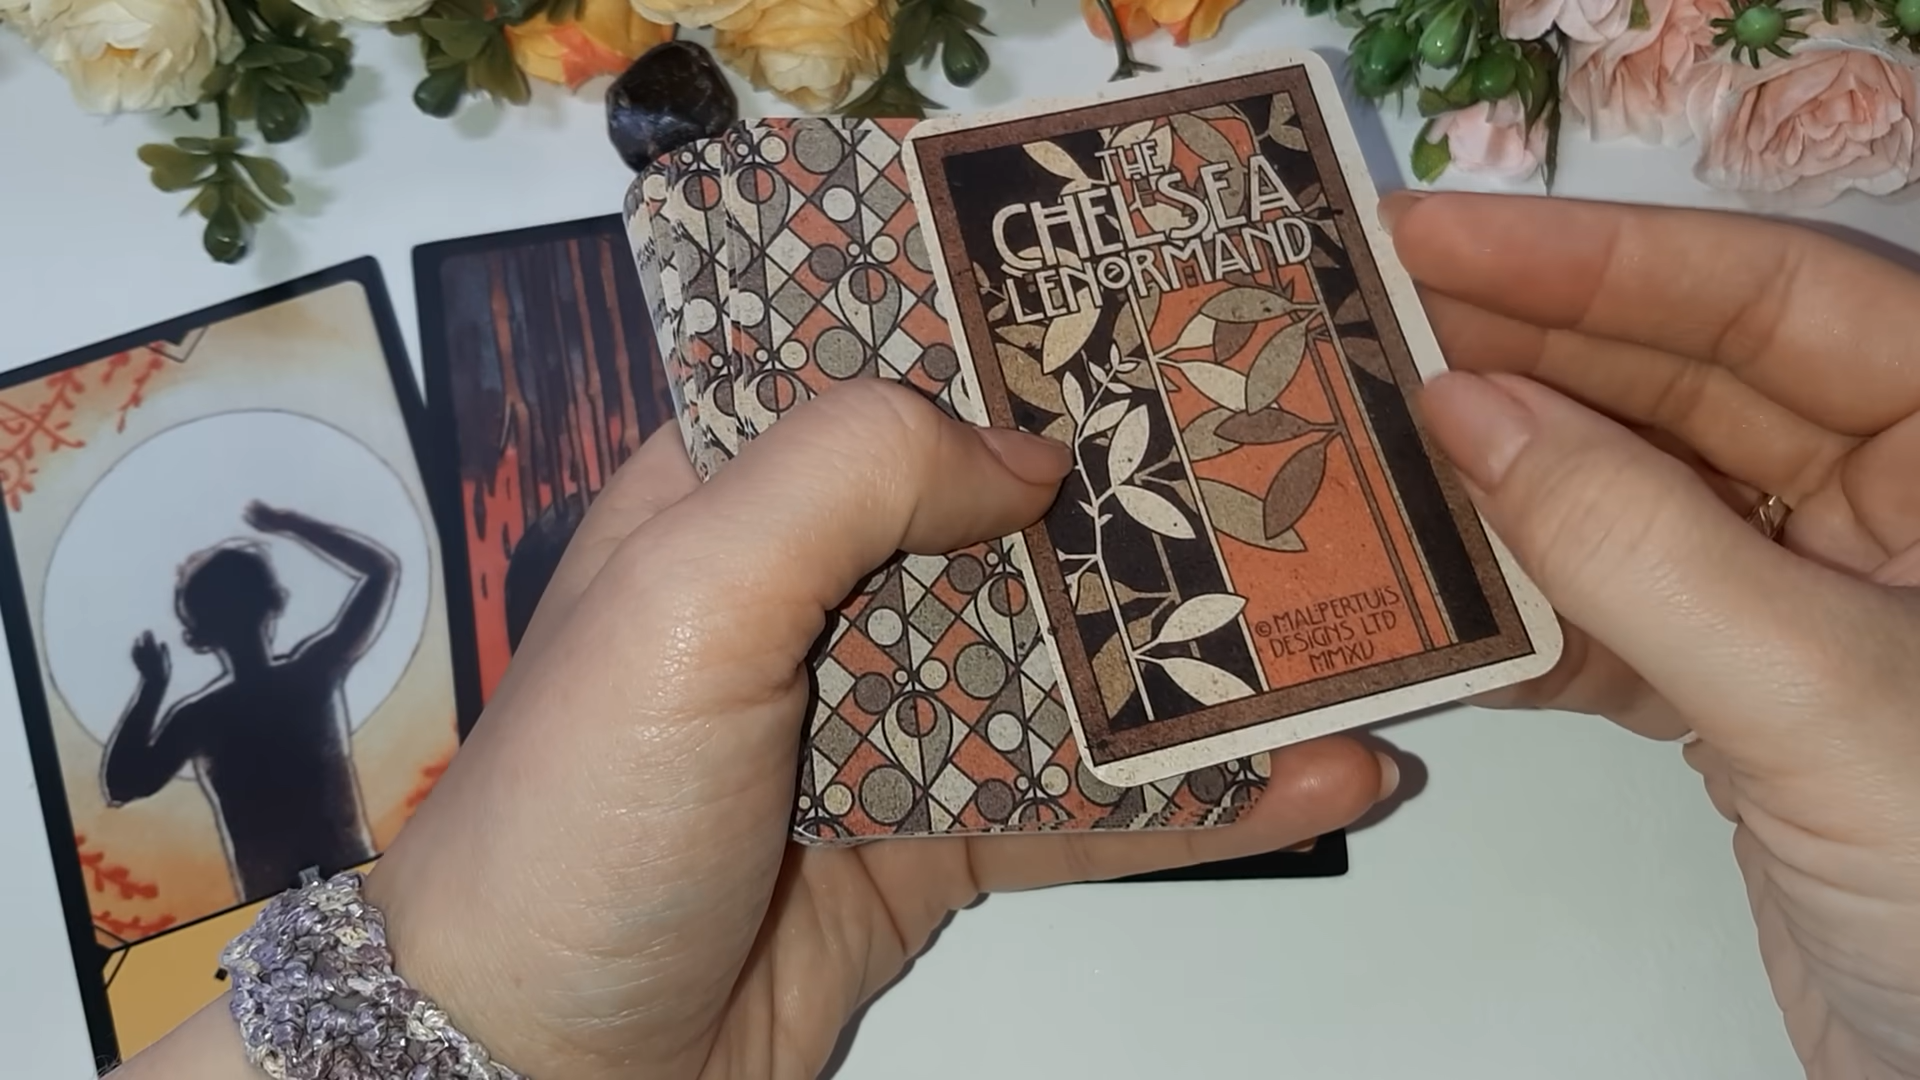 THE
CHELSEA
LENORMAND
© MALPERTUIS
DESIGNS LTD
MMXV